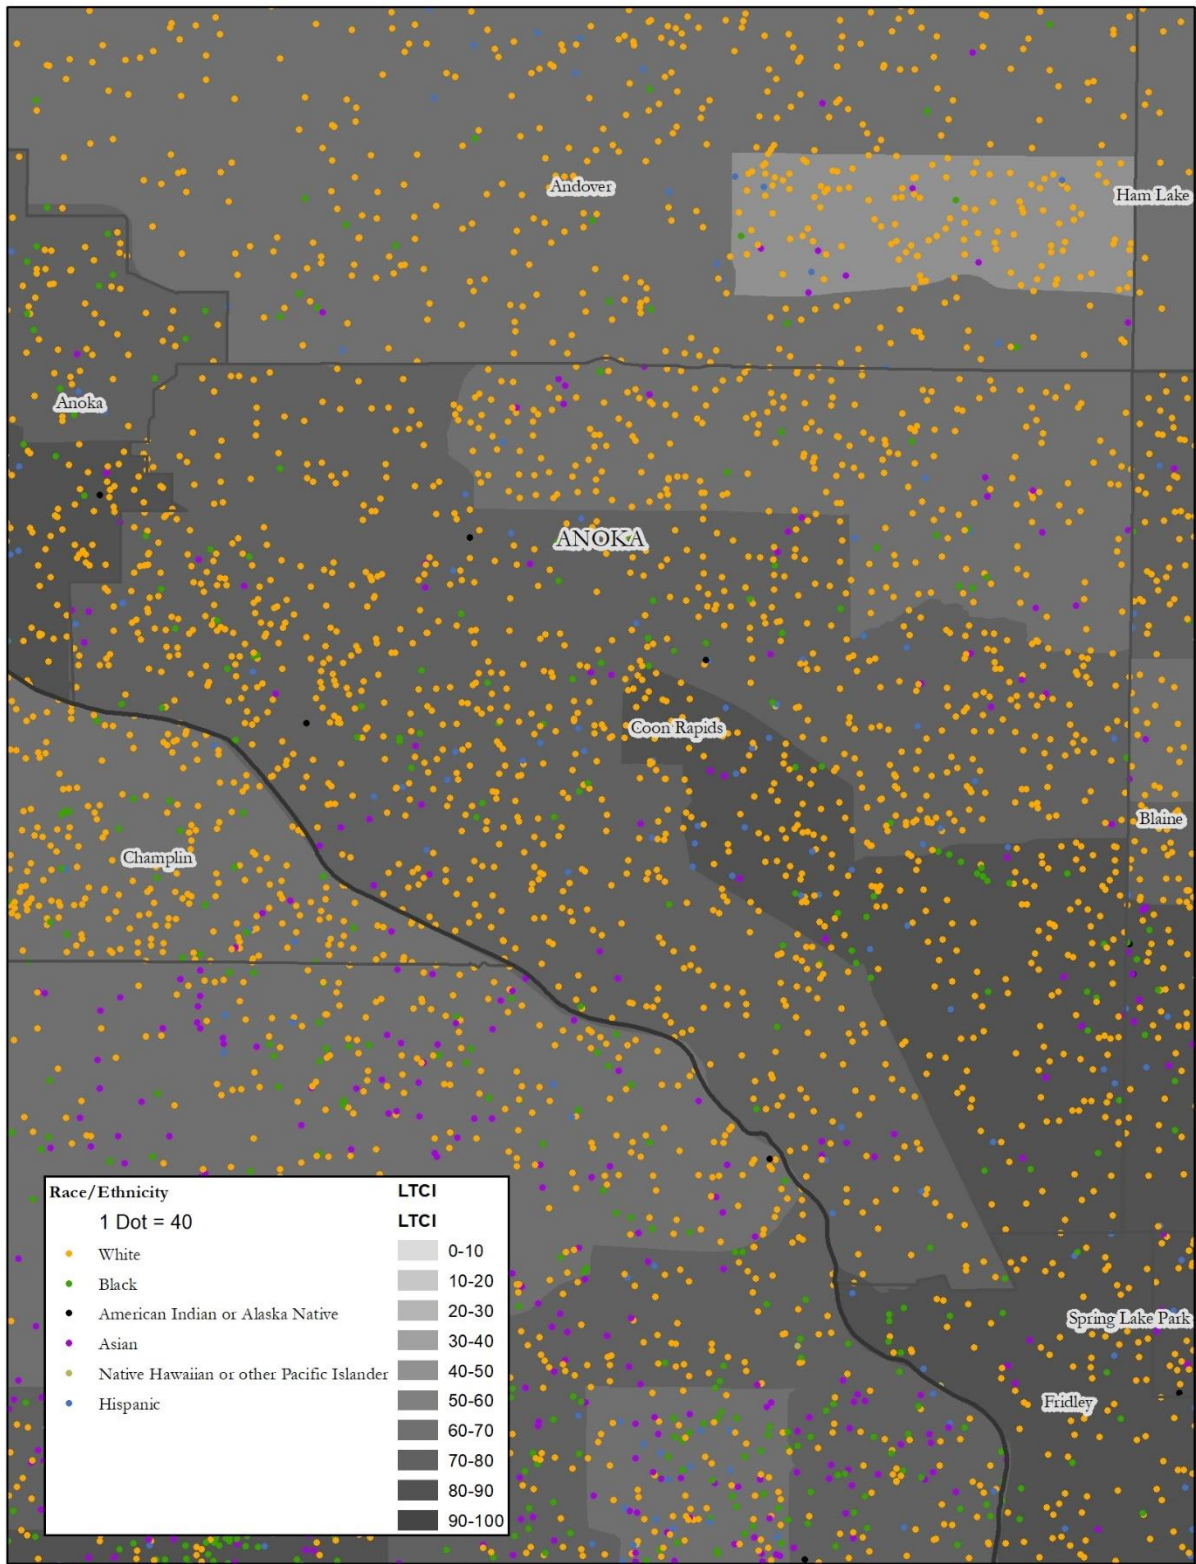 Andover
Ham Lake
Anoka
ANOKA
Coon Rapids
Blaine
Champlin
Spring Lake Park
Fridley
Race/Ethnicity
1 Dot = 40
White
Black
American Indian or Alaska Native
Asian
Native Hawaiian or other Pacific Islander
Hispanic
LTCI
LTCI
0-10
10-20
20-30
30-40
40-50
50-60
60-70
70-80
80-90
90-100